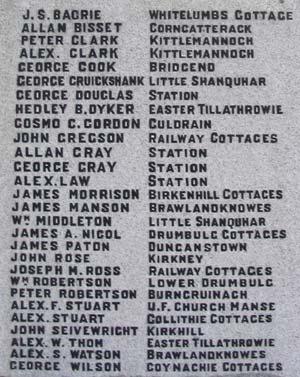 J.S. BAGRIE WHITELUMBS COTTAGE
ALLAN BISSET CORNCATTERACK
PETER CLARK KITTLEMANNOCH
ALEX. CLARK KITTLEMANNOCH
GEORGE COOK BRIDGEND
GEORGE CRUICKSHANK LITTLE SHANQUHAR
GEORGE DOUGLAS STATION
HEDLEY B. DYKER EASTER TILLATHROWIE
COSMO C. GORDON CULDRAIN
JOHN GREGSON RAILWAY COTTAGES
ALLAN GRAY STATION
GEORGE GRAY STATION
ALEX. LAW STATION
JAMES MORRISON BIRKENHILL COTTAGES
JAMES MANSON BRAWLANDKNOWES
WM MIDDLETON LITTLE SHANQUHAR
JAMES A. NICOL DRUMBULG COTTAGES
JAMES PATON DUNCANSTOWN
JOHN ROSE KIRKNEY
JOSEPH M. ROSS RAILWAY COTTAGES
WM ROBERTSON LOWER DRUMBULG
PETER ROBERTSON BURNCRUINACH
ALEX. F. STUART U.F. CHURCH MANSE
ALEX. STUART COLLITHIE COTTAGES
JOHN SEIVEWRIGHT KIRKHILL
ALEX. W. THOM EASTER TILLATHROWIE
ALEX. S. WATSON BRAWLANDKNOWES
GEORGE WILSON COYNACHIE COTTAGES